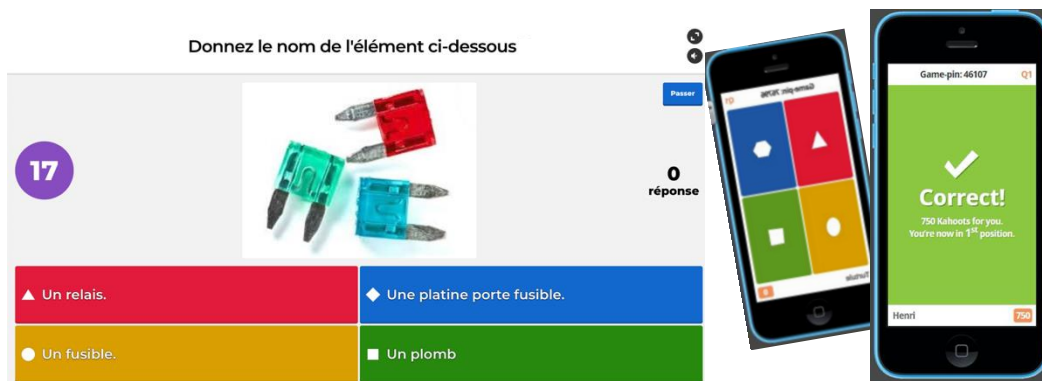 Donnez le nom de l'élément ci-dessous
Passer
17
0
réponse
Un relais.
Une platine porte fusible.
Un fusible.
Un plomb
Game-pin: 46107 Q1
Correct!
750 Kahoots for you.
You're now in 1st position.
Henri 750